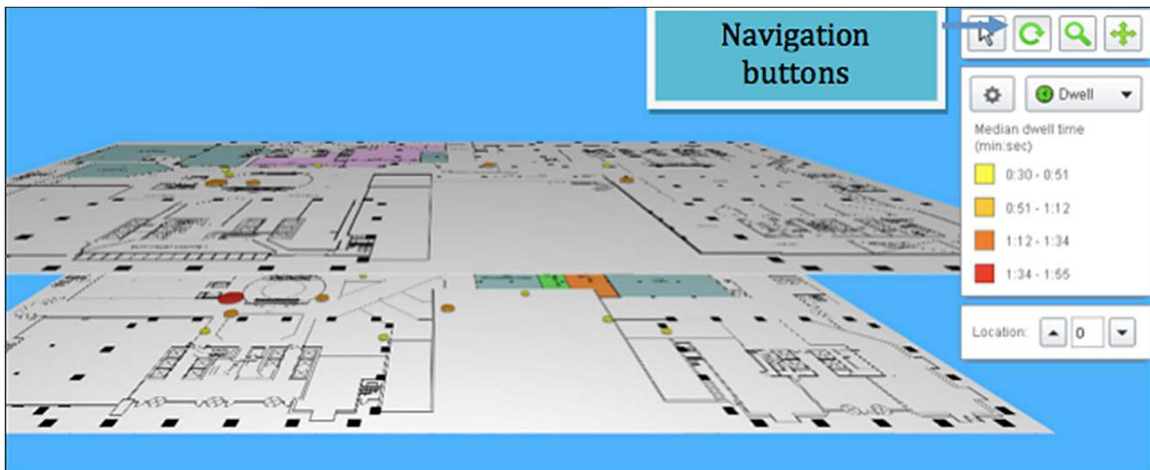 Navigation
buttons
Dwell
Median dwell time
(min:sec)
0:30 - 0:51
0:51 - 1:12
1:12 - 1:34
1:34 - 1:55
Location:
0